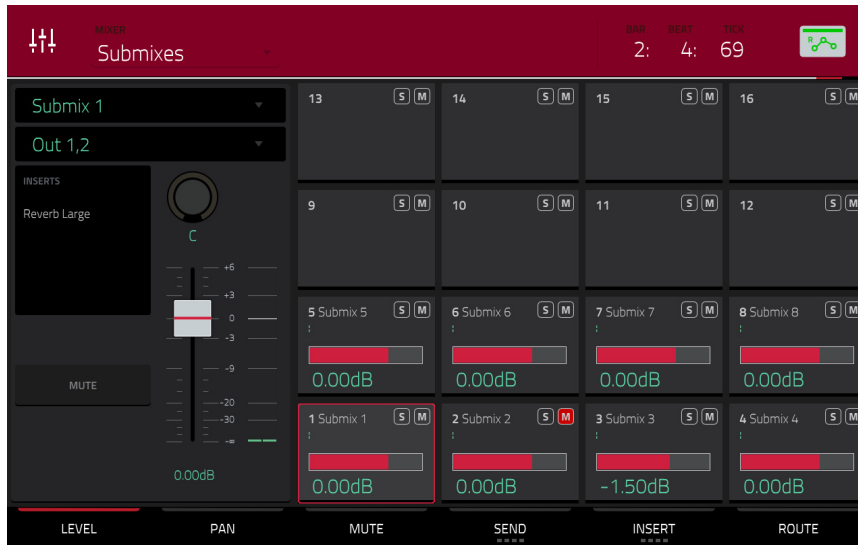 MIXER
Submixes
BAR BEAT TICK
2: 4: 69
R
Submix 1
Out 1,2
INSERTS
Reverb Large
C
+6
+3
0
-3
-9
-20
-30
-∞
MUTE
0.00dB
13 S M
14 S M
15 S M
16 S M
9 S M
10 S M
11 S M
12 S M
5 Submix 5 S M
0.00dB
6 Submix 6 S M
0.00dB
7 Submix 7 S M
0.00dB
8 Submix 8 S M
0.00dB
1 Submix 1 S M
0.00dB
2 Submix 2 S M
0.00dB
3 Submix 3 S M
-1.50dB
4 Submix 4 S M
0.00dB
LEVEL PAN MUTE SEND INSERT ROUTE